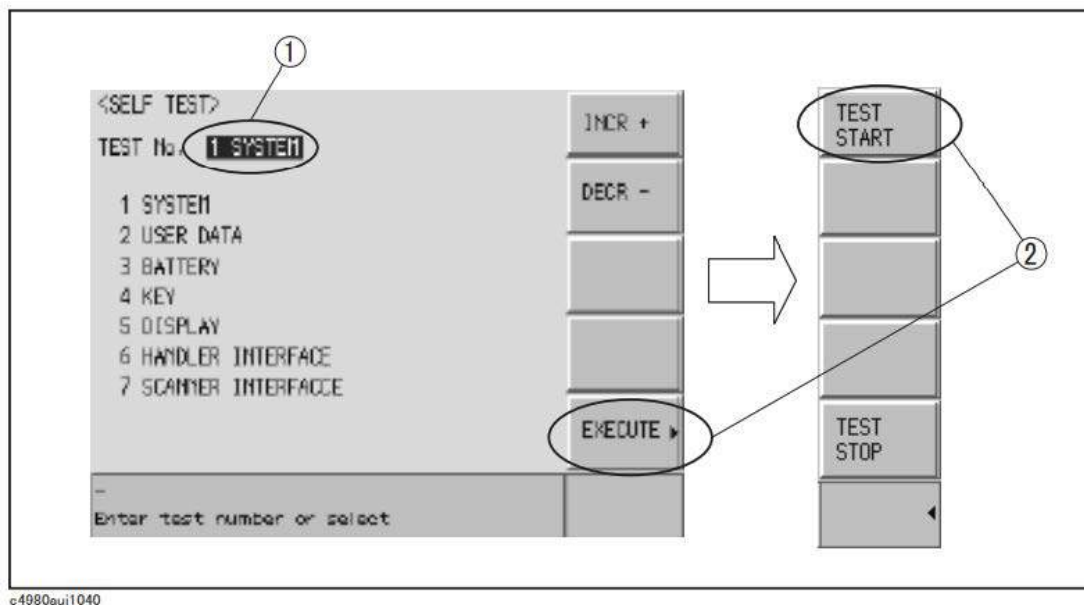 ①
<SELF TEST>
TEST No. 1 SYSTEM
1 SYSTEM
2 USER DATA
3 BATTERY
4 KEY
5 DISPLAY
6 HANDLER INTERFACE
7 SCANNER INTERFACCE
INCR +
DECR -
EXECUTE
Enter test number or select
TEST
START
TEST
STOP
②
e4980auj1040